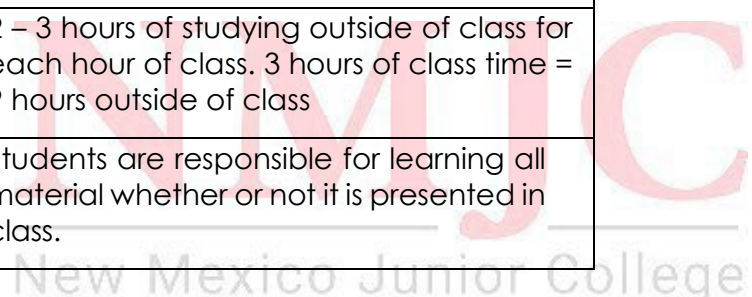 – 3 hours of studying outside of class for
each hour of class. 3 hours of class time =
hours outside of class
students are responsible for learning all
material whether or not it is presented in
class.
NMJC
New Mexico Junior College